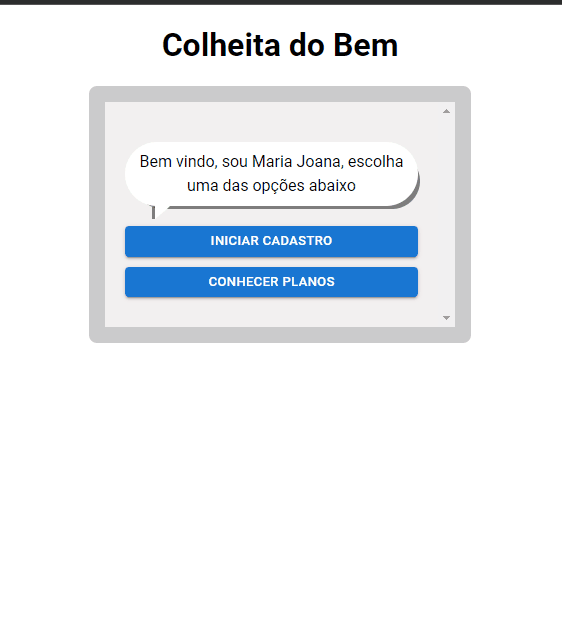 Colheita do Bem
Bem vindo, sou Maria Joana, escolha
uma das opções abaixo
INICIAR CADASTRO
CONHECER PLANOS